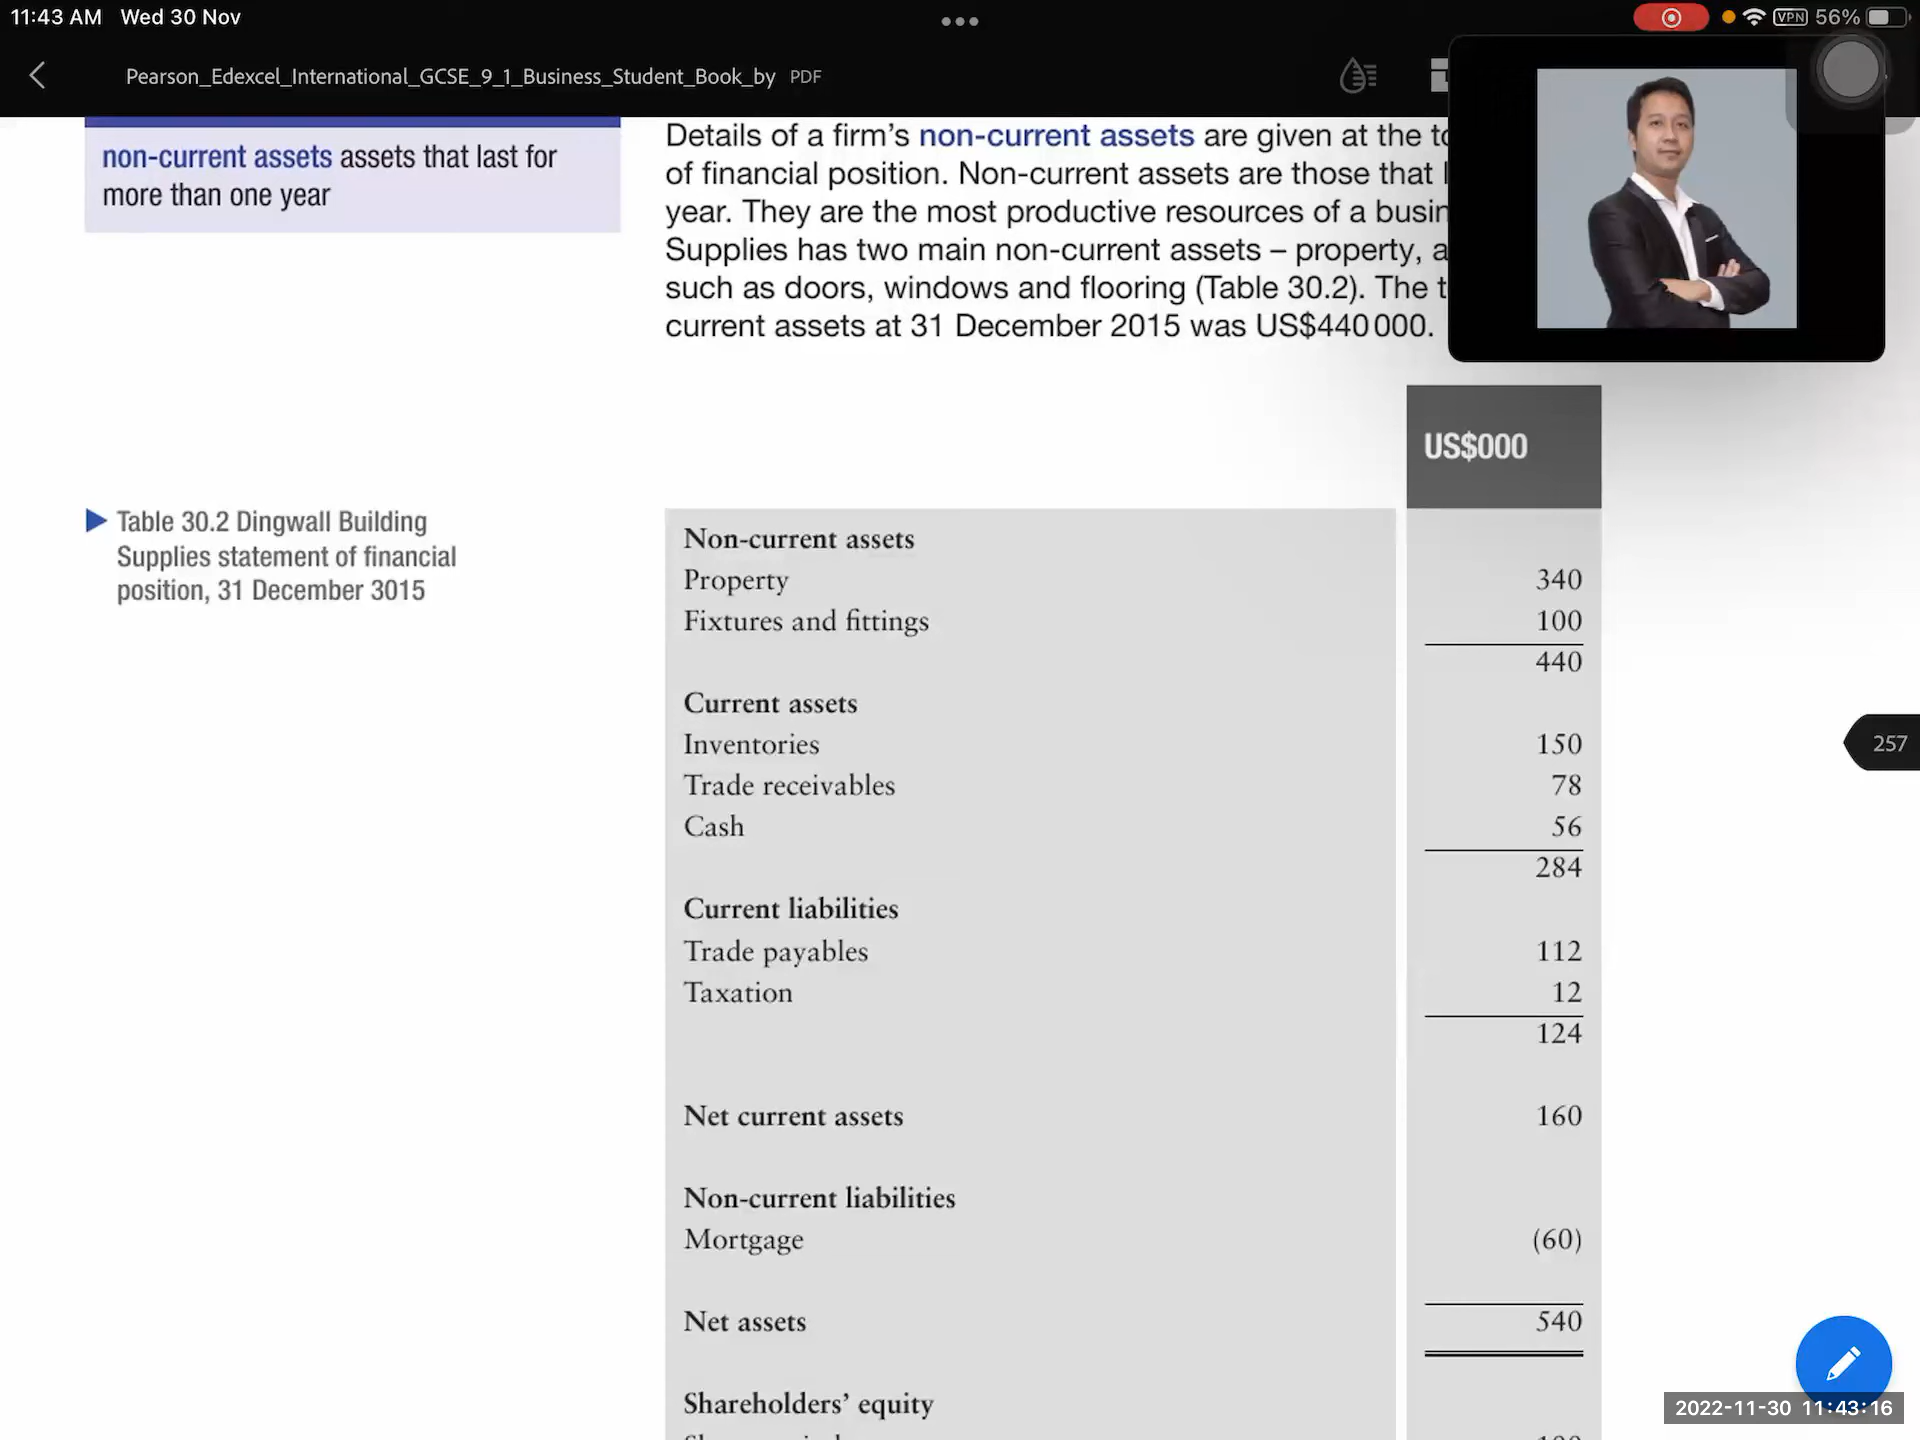 11:43 AM Wed 30 Nov
VPN 56%
Pearson_Edexcel_International_GCSE_9_1_Business_Student_Book_by PDF
non-current assets assets that last for
more than one year
Details of a firm's non-current assets are given at the
of financial position. Non-current assets are those that
year. They are the most productive resources of a
Supplies has two main non-current assets – property,
such as doors, windows and flooring (Table 30.2). The
current assets at 31 December 2015 was US$440 000.
US$000
Table 30.2 Dingwall Building
Supplies statement of financial
position, 31 December 3015
Non-current assets
Property 340
Fixtures and fittings 100
440
Current assets
Inventories 150
Trade receivables 78
Cash 56
284
Current liabilities
Trade payables 112
Taxation 12
124
Net current assets 160
Non-current liabilities
Mortgage (60)
Net assets 540
Shareholders' equity
257
2022-11-30 11:43:16